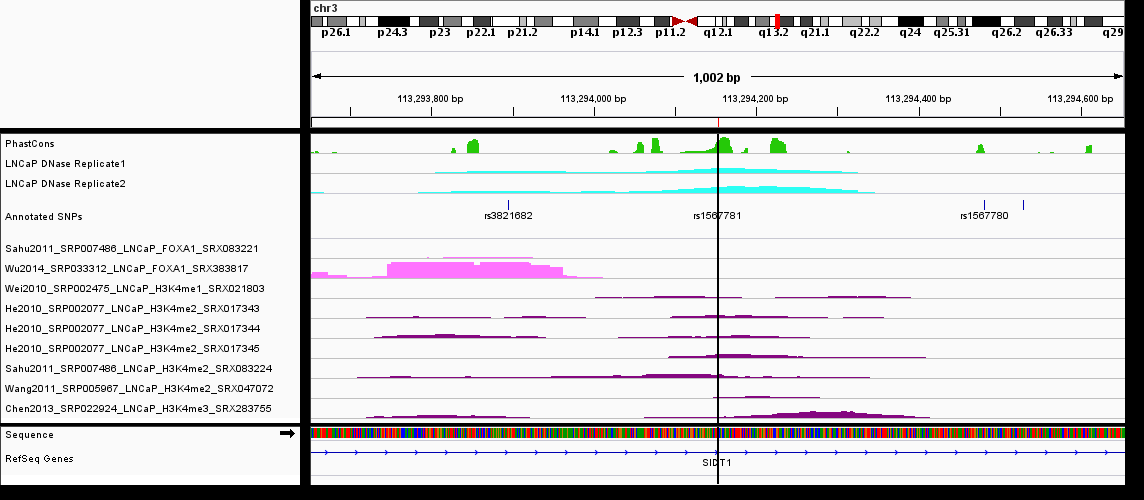 chr3
p26.1 p24.3 p23 p22.1 p21.2 p14.1 p12.3 p11.2 q12.1 q13.2 q21.1 q22.2 q24 q25.31 q26.2 q26.33 q29
1,002 bp
113,293,800 bp 113,294,000 bp 113,294,200 bp 113,294,400 bp 113,294,600 bp
PhastCons
LNCaP DNase Replicate1
LNCaP DNase Replicate2
Annotated SNPs rs3821682 rs1567781 rs1567780
Sahu2011_SRP007486_LNCaP_FOXA1_SRX083221
Wu2014_SRP033312_LNCaP_FOXA1_SRX383817
Wei2010_SRP002475_LNCaP_H3K4me1_SRX021803
He2010_SRP002077_LNCaP_H3K4me2_SRX017343
He2010_SRP002077_LNCaP_H3K4me2_SRX017344
He2010_SRP002077_LNCaP_H3K4me2_SRX017345
Sahu2011_SRP007486_LNCaP_H3K4me2_SRX083224
Wang2011_SRP005967_LNCaP_H3K4me2_SRX047072
Chen2013_SRP022924_LNCaP_H3K4me3_SRX283755
Sequence
RefSeq Genes
SIDT1